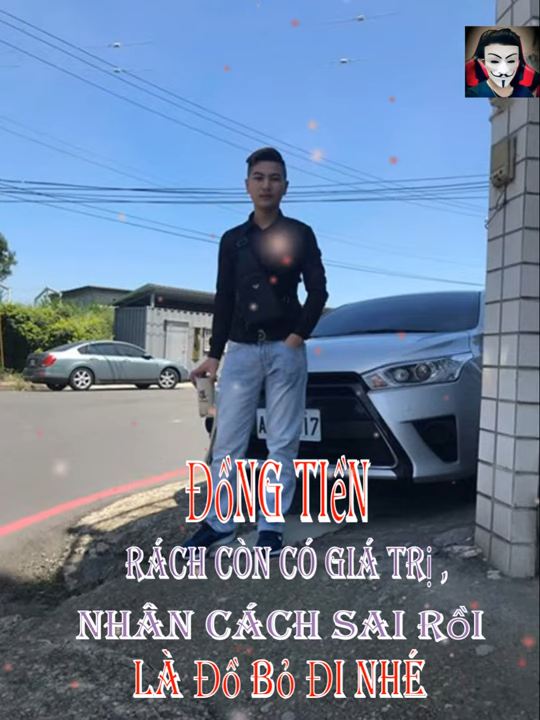 ĐỒNG TIỀN
RÁCH CÒN CÓ GIÁ TRỊ ,
NHÂN CÁCH SAI RỒI
LÀ ĐỒ BỎ ĐI NHÉ